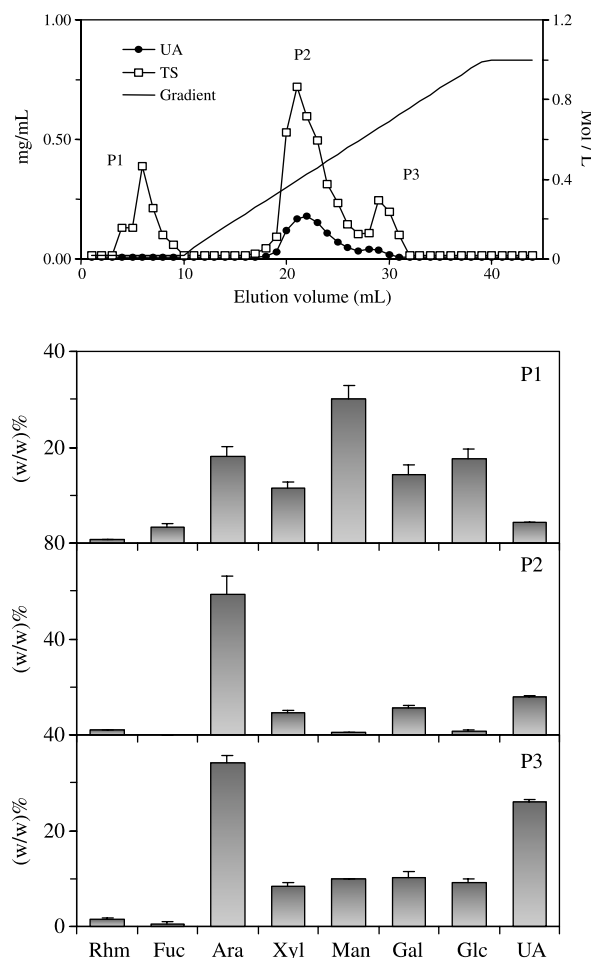 1.00
0.50
0.00
mg/mL
UA
TS
Gradient
P1
P2
P3
1.2
0.8
0.4
0
Mol / L
0
10
20
30
40
Elution volume (mL)
40
20
(w/w)%
P1
80
40
(w/w)%
P2
40
20
0
(w/w)%
P3
Rhm Fuc Ara Xyl Man Gal Glc UA